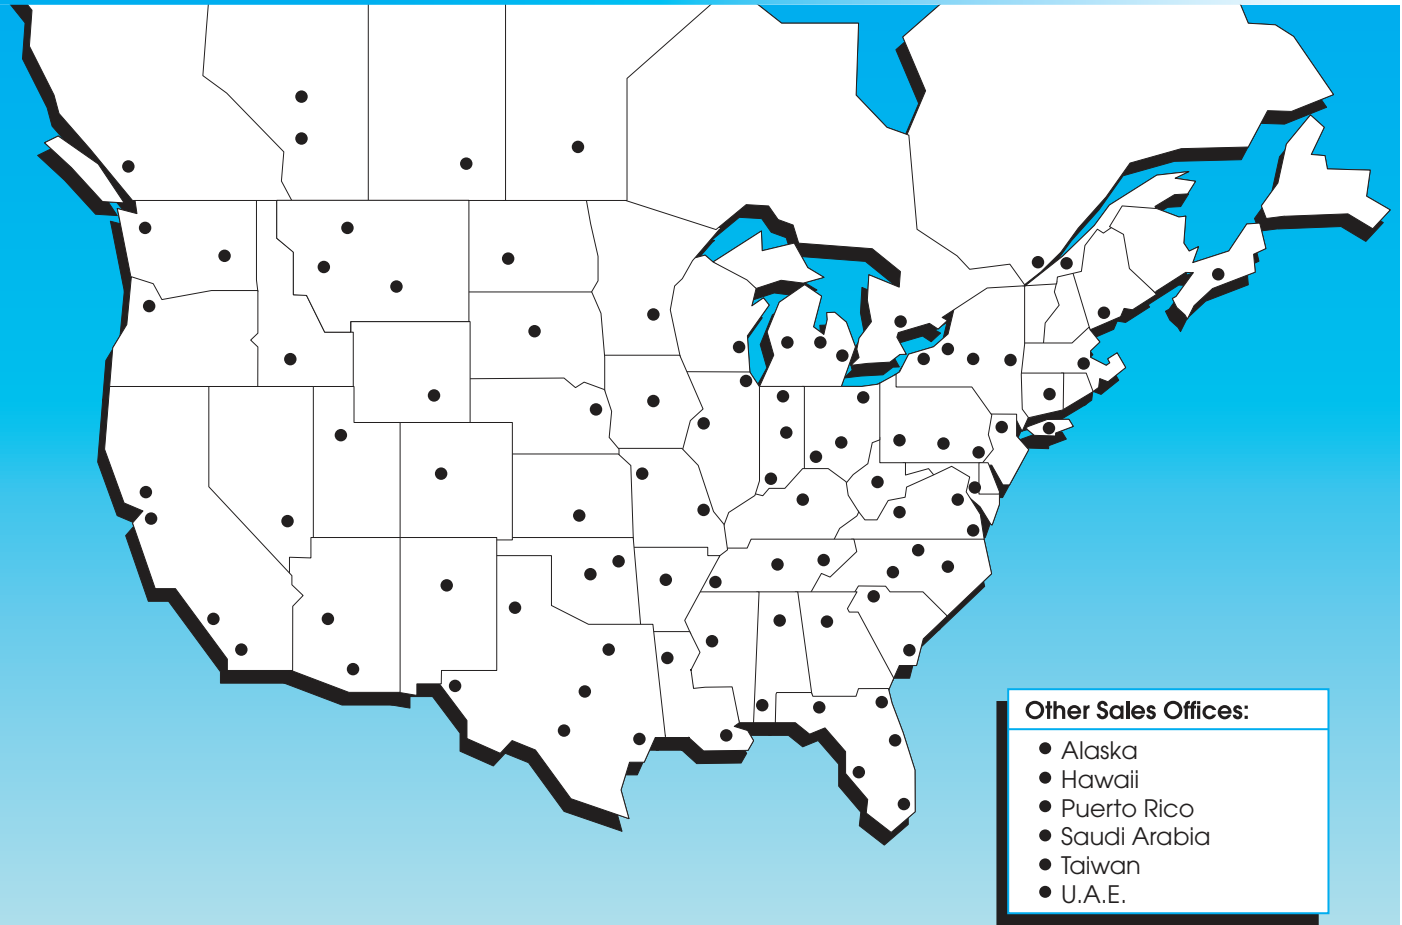 Other Sales Offices:
● Alaska
● Hawaii
● Puerto Rico
● Saudi Arabia
● Taiwan
● U.A.E.